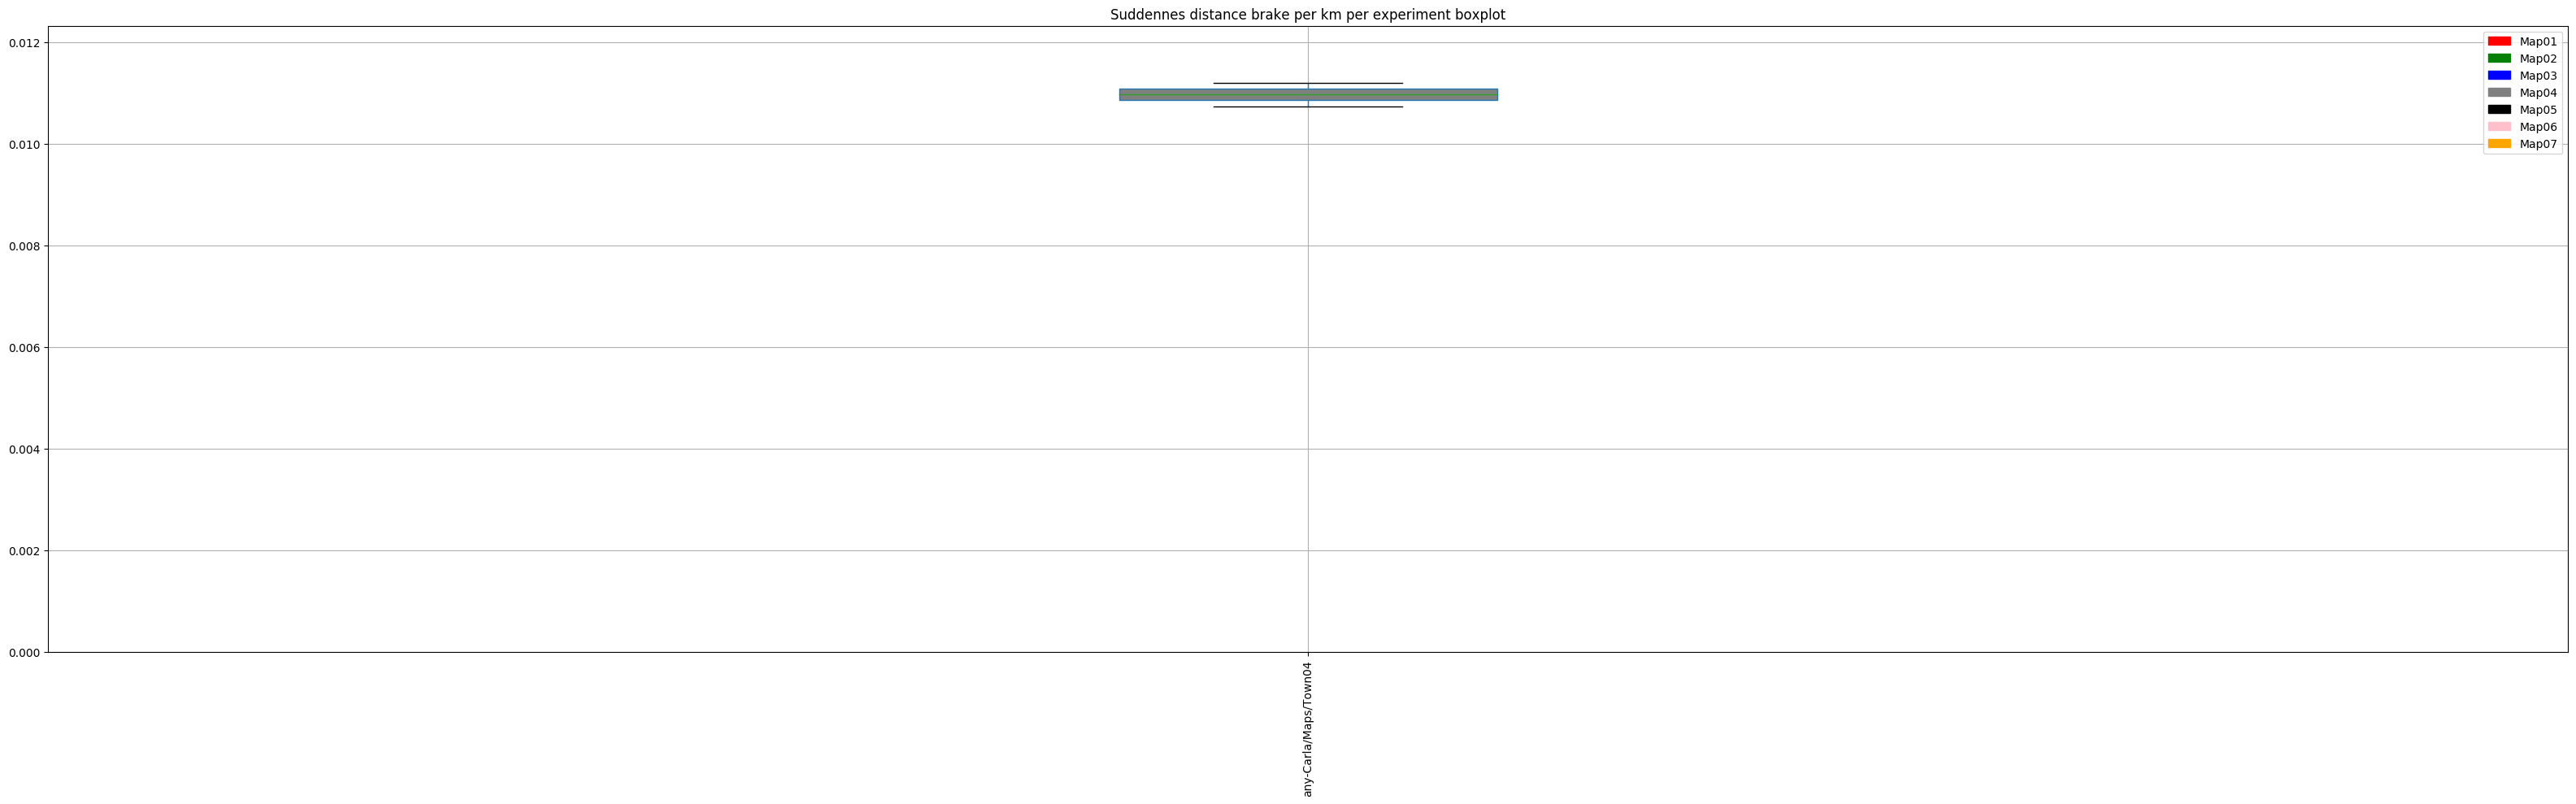 Suddennes distance brake per km per experiment boxplot
0.012
0.010
0.008
0.006
0.004
0.002
0.000
Map01
Map02
Map03
Map04
Map05
Map06
Map07
any-Carla/Maps/Town04